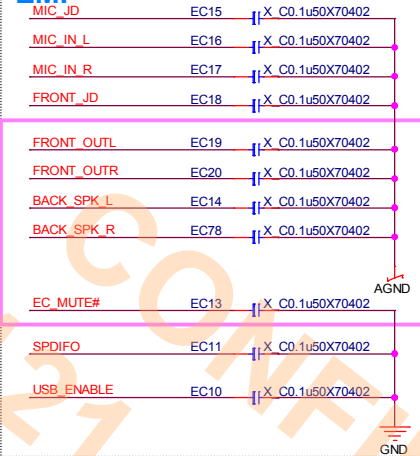 EMI
MIC_JD EC15 X_C0.1u50X70402
MIC_IN_L EC16 X_C0.1u50X70402
MIC_IN_R EC17 X_C0.1u50X70402
FRONT_JD EC18 X_C0.1u50X70402
FRONT_OUTL EC19 X_C0.1u50X70402
FRONT_OUTR EC20 X_C0.1u50X70402
BACK_SPK_L EC14 X_C0.1u50X70402
BACK_SPK_R EC78 X_C0.1u50X70402
AGND
EC_MUTE# EC13 X_C0.1u50X70402
SPDIFO EC11 X_C0.1u50X70402
USB_ENABLE EC10 X_C0.1u50X70402
GND